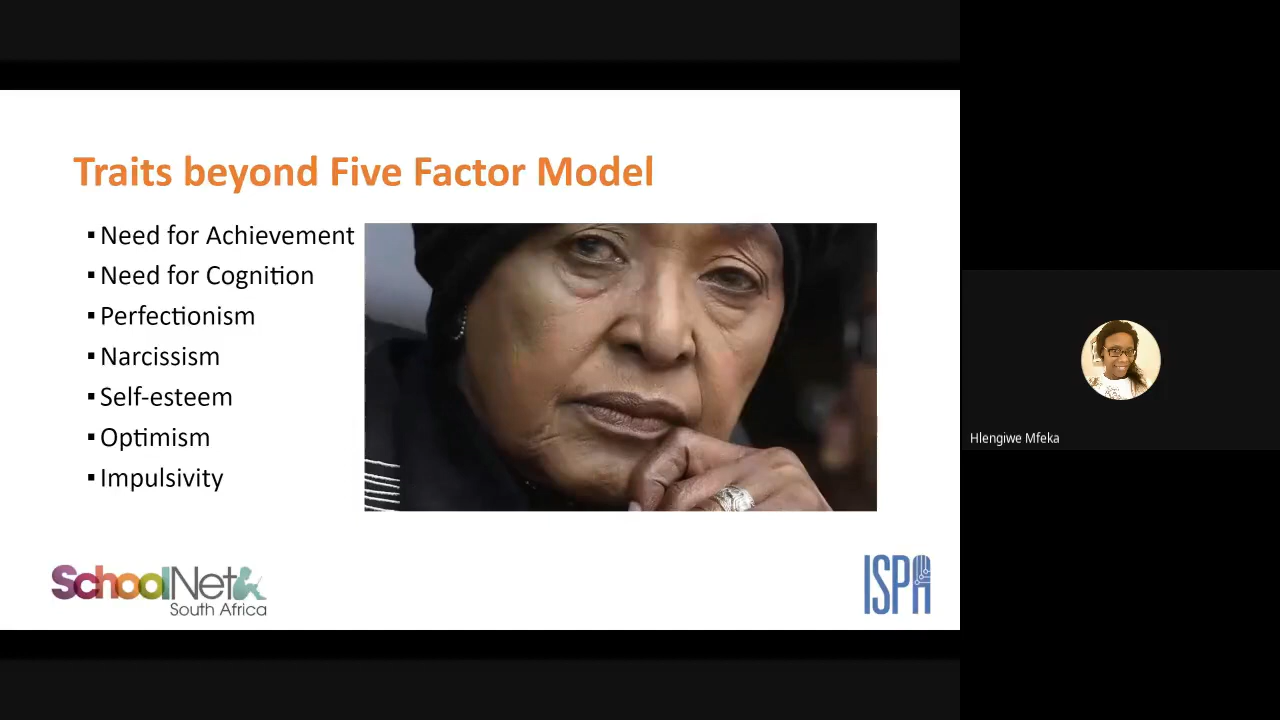 Traits beyond Five Factor Model
▪ Need for Achievement
▪ Need for Cognition
▪ Perfectionism
▪ Narcissism
▪ Self-esteem
▪ Optimism
▪ Impulsivity
SchoolNet
South Africa
ISPA
Hlengiwe Mfeka